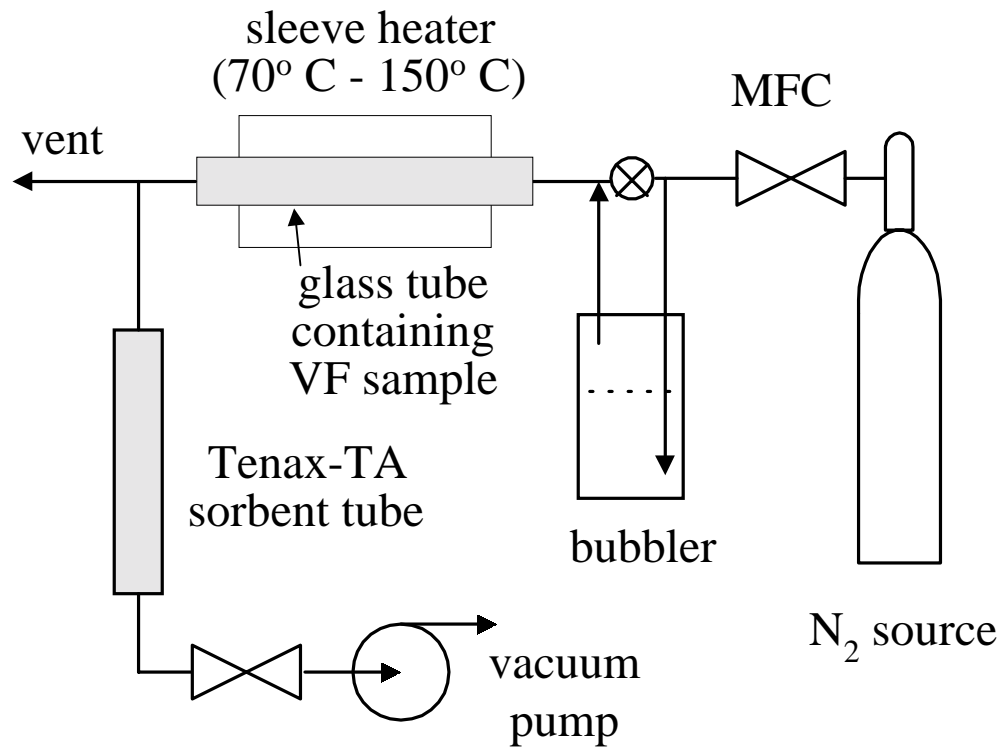 sleeve heater
(70° C - 150° C)
MFC
vent
glass tube
containing
VF sample
Tenax-TA
sorbent tube
bubbler
N₂ source
vacuum
pump